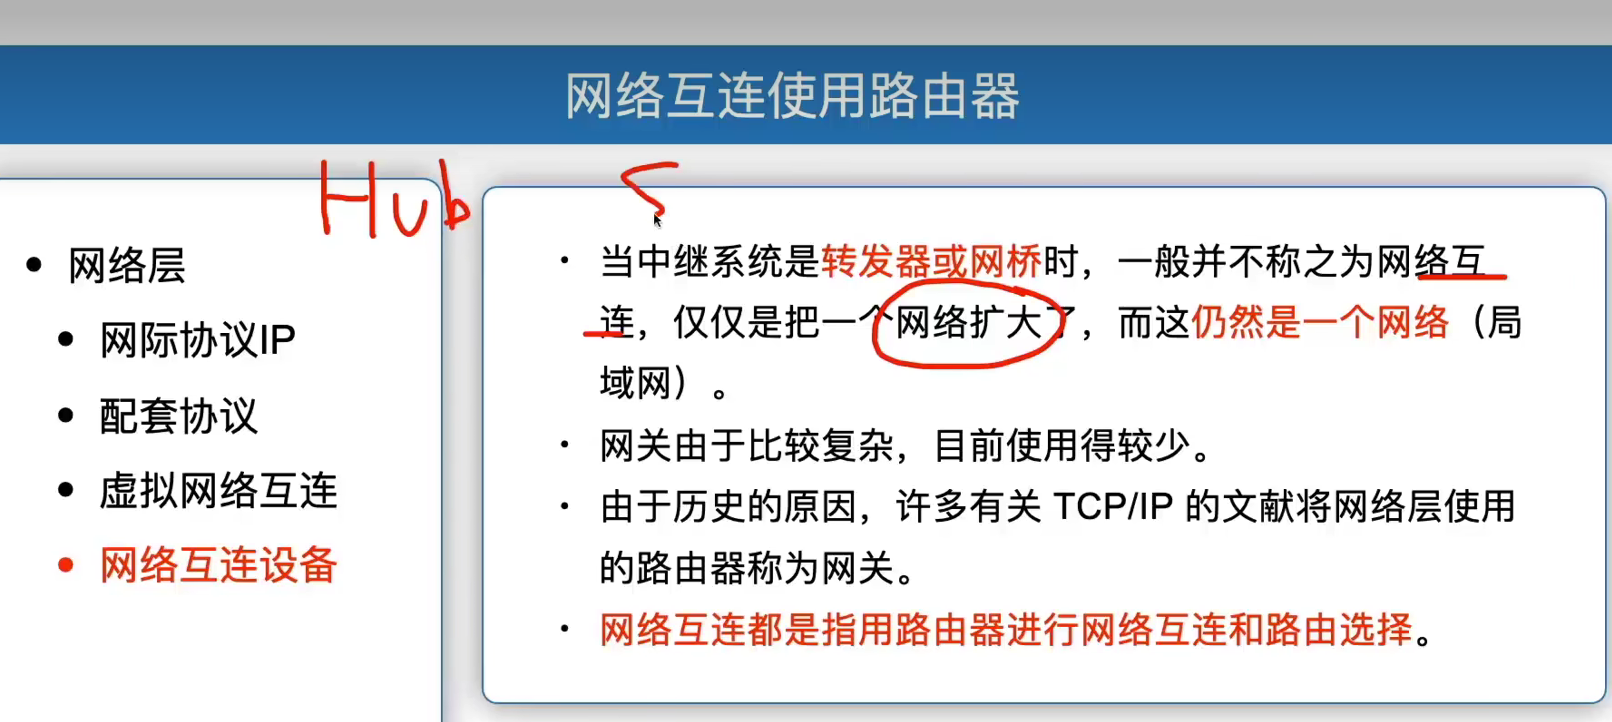 网络互连使用路由器
Hub
网络层
网际协议IP
配套协议
虚拟网络互连
网络互连设备
当中继系统是转发器或网桥时，一般并不称之为网络互
连，仅仅是把一个网络扩大了，而这仍然是一个网络（局
域网）。
网关由于比较复杂，目前使用得较少。
由于历史的原因，许多有关 TCP/IP 的文献将网络层使用
的路由器称为网关。
网络互连都是指用路由器进行网络互连和路由选择。